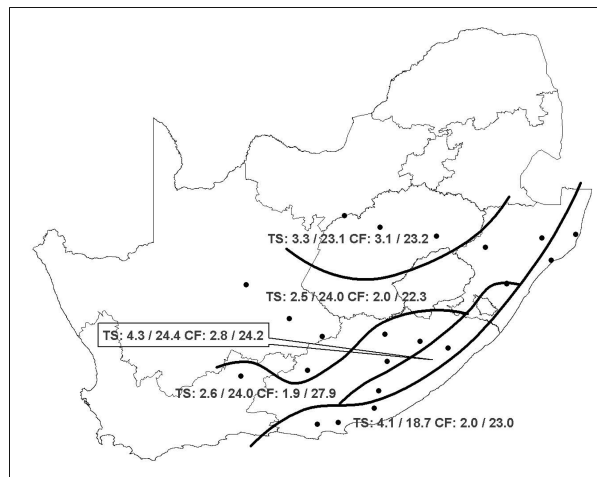 TS: 3.3 / 23.1 CF: 3.1 / 23.2
TS: 2.5 / 24.0 CF: 2.0 / 22.3
TS: 4.3 / 24.4 CF: 2.8 / 24.2
TS: 2.6 / 24.0 CF: 1.9 / 27.9
TS: 4.1 / 18.7 CF: 2.0 / 23.0